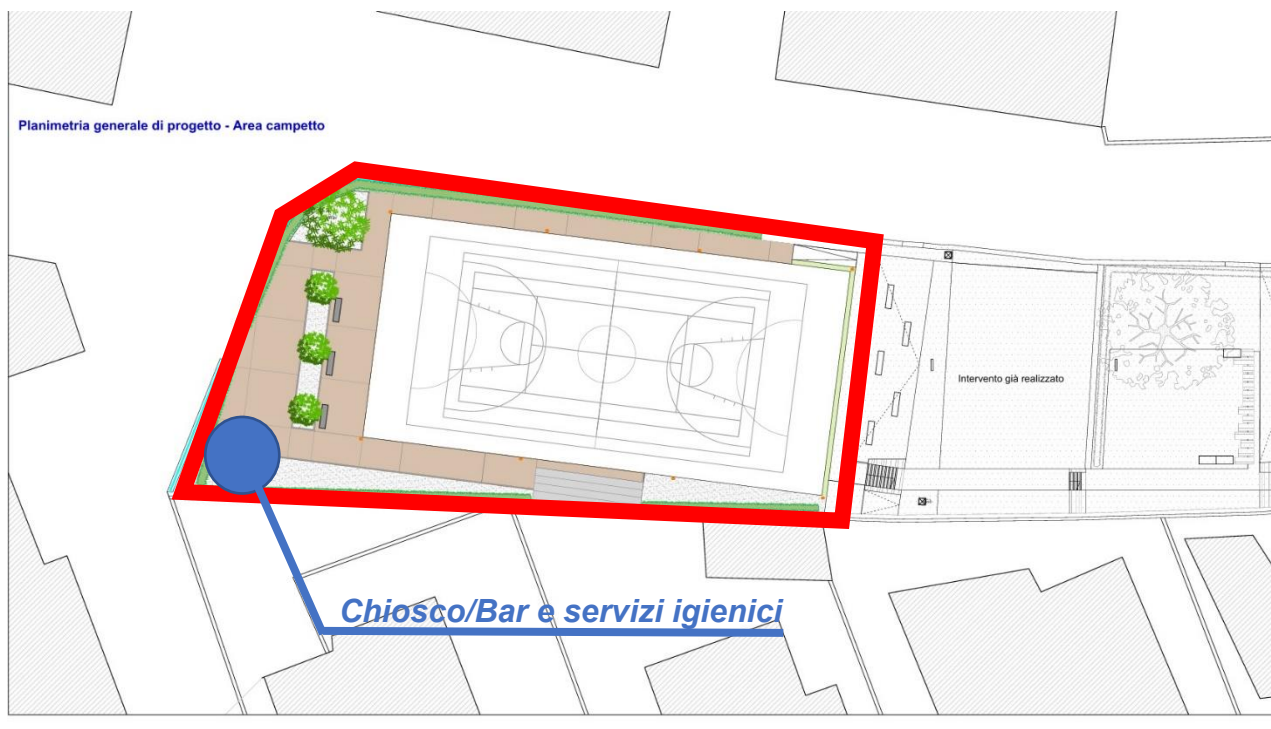 Planimetria generale di progetto - Area campetto
Intervento già realizzato
Chiosco/Bar e servizi igienici